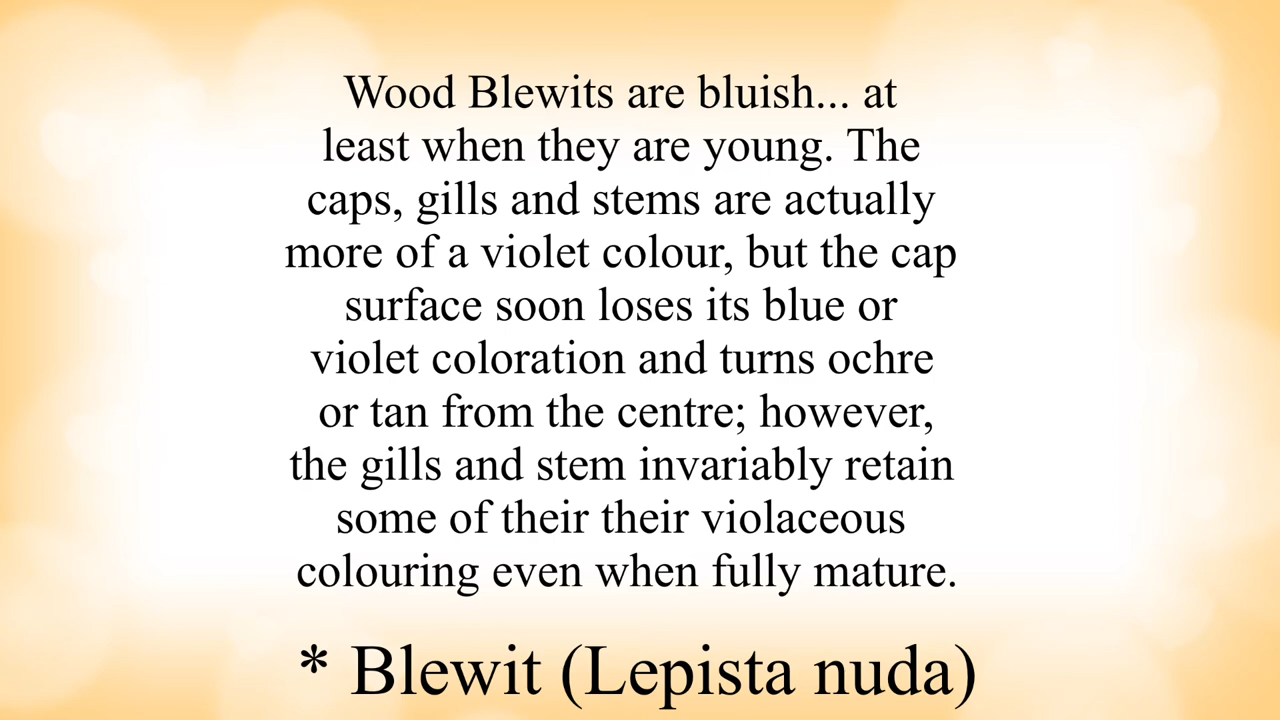 Wood Blewits are bluish... at
least when they are young. The
caps, gills and stems are actually
more of a violet colour, but the cap
surface soon loses its blue or
violet coloration and turns ochre
or tan from the centre; however,
the gills and stem invariably retain
some of their their violaceous
colouring even when fully mature.
* Blewit (Lepista nuda)